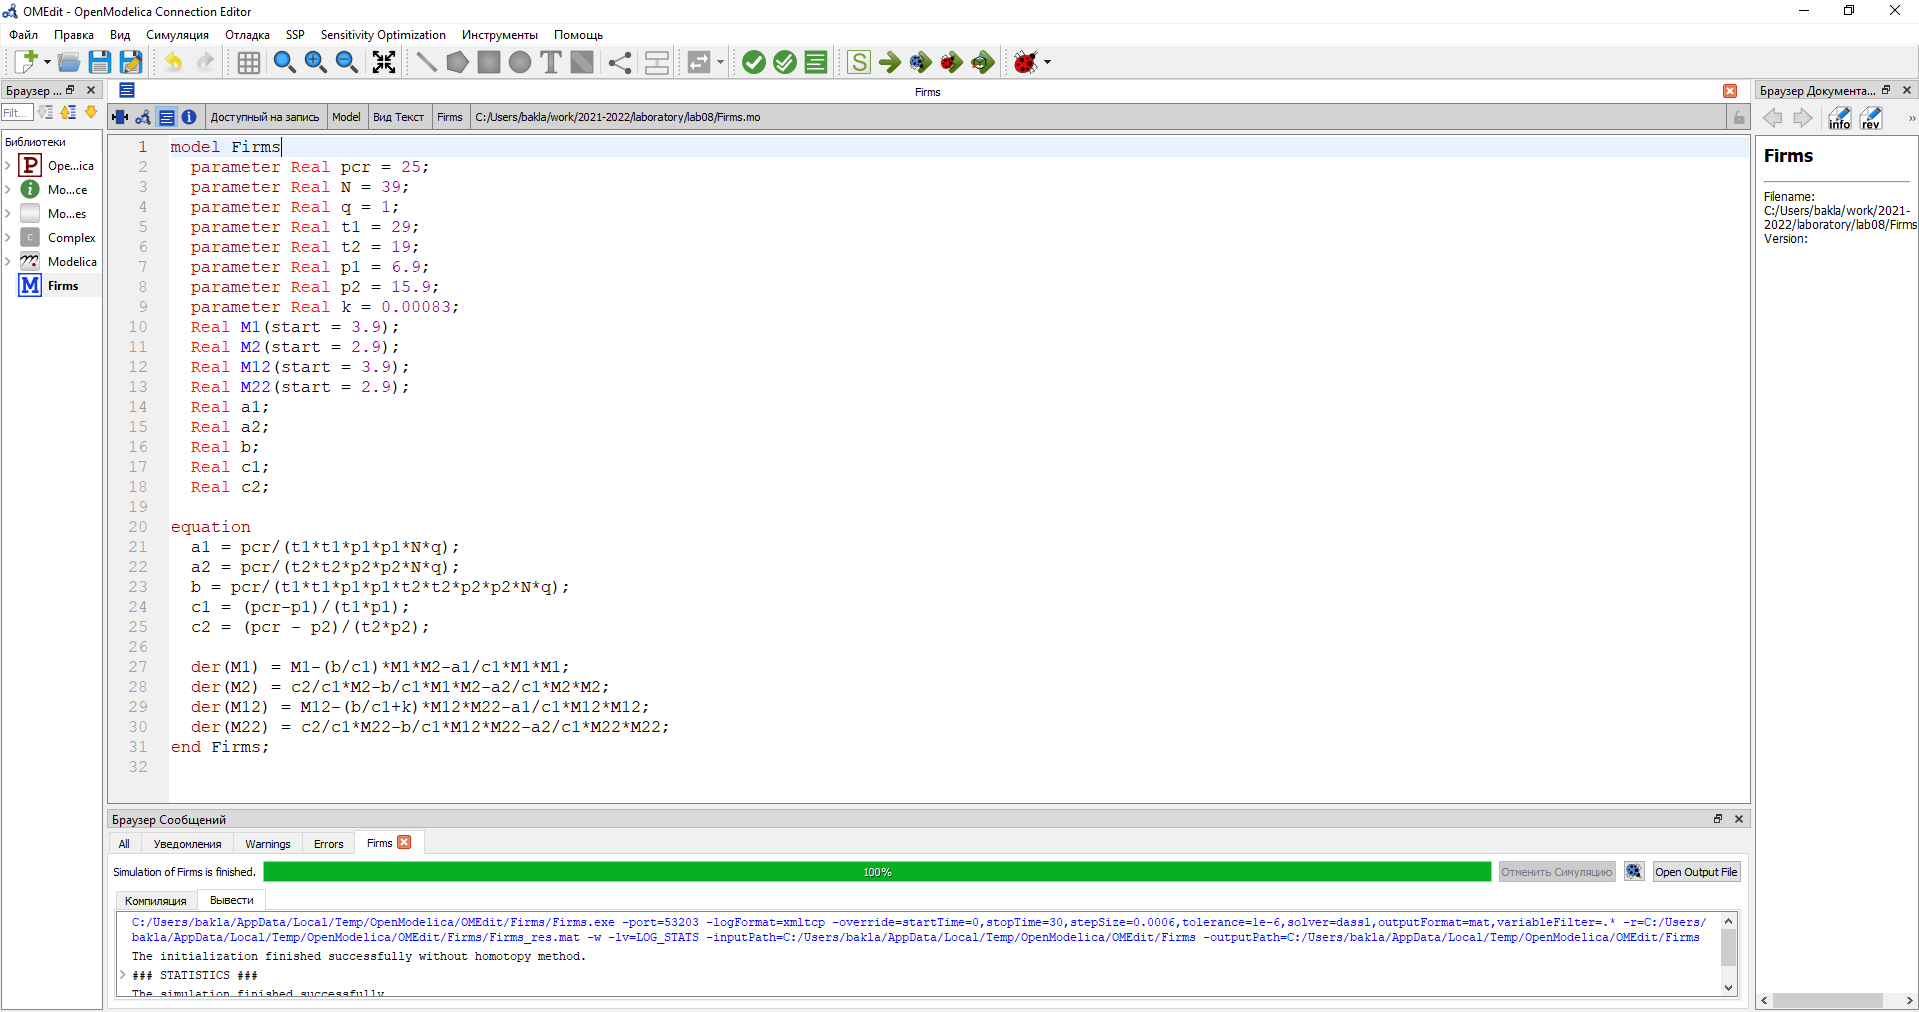 OMEdit - OpenModelica Connection Editor
Файл Правка Вид Симуляция Отладка SSP Sensitivity Optimization Инструменты Помощь
Браузер ...
Filt...
Библиотеки
P Ope...ica
i Mo...ce
Mo...es
C Complex
Modelica
M Firms
Firms
Доступный на запись Model Вид Текст Firms C:/Users/bakla/work/2021-2022/laboratory/lab08/Firms.mo
1 model Firms
2 parameter Real pcr = 25;
3 parameter Real N = 39;
4 parameter Real q = 1;
5 parameter Real t1 = 29;
6 parameter Real t2 = 19;
7 parameter Real p1 = 6.9;
8 parameter Real p2 = 15.9;
9 parameter Real k = 0.00083;
10 Real M1(start = 3.9);
11 Real M2(start = 2.9);
12 Real M12(start = 3.9);
13 Real M22(start = 2.9);
14 Real a1;
15 Real a2;
16 Real b;
17 Real c1;
18 Real c2;
19
20 equation
21 a1 = pcr/(t1*t1*p1*p1*N*q);
22 a2 = pcr/(t2*t2*p2*p2*N*q);
23 b = pcr/(t1*t1*p1*p1*t2*t2*p2*p2*N*q);
24 c1 = (pcr-p1)/(t1*p1);
25 c2 = (pcr - p2)/(t2*p2);
26
27 der(M1) = M1-(b/c1)*M1*M2-a1/c1*M1*M1;
28 der(M2) = c2/c1*M2-b/c1*M1*M2-a2/c1*M2*M2;
29 der(M12) = M12-(b/c1+k)*M12*M22-a1/c1*M12*M12;
30 der(M22) = c2/c1*M22-b/c1*M12*M22-a2/c1*M22*M22;
31 end Firms;
32
Браузер Документа...
info rev
Firms
Filename:
C:/Users/bakla/work/2021-
2022/laboratory/lab08/Firms
Version:
Браузер Сообщений
All Уведомления Warnings Errors Firms
Simulation of Firms is finished. 100% Отменить Симуляцию Open Output File
Компиляция Вывести
C:/Users/bakla/AppData/Local/Temp/OpenModelica/OMEdit/Firms/Firms.exe -port=53203 -logFormat=xmltcp -override=startTime=0,stopTime=30,stepSize=0.0006,tolerance=1e-6,solver=dassl,outputFormat=mat,variableFilter=.* -r=C:/Users/
bakla/AppData/Local/Temp/OpenModelica/OMEdit/Firms/Firms_res.mat -w -lv=LOG_STATS -inputPath=C:/Users/bakla/AppData/Local/Temp/OpenModelica/OMEdit/Firms -outputPath=C:/Users/bakla/AppData/Local/Temp/OpenModelica/OMEdit/Firms
The initialization finished successfully without homotopy method.
### STATISTICS ###
The simulation finished successfully